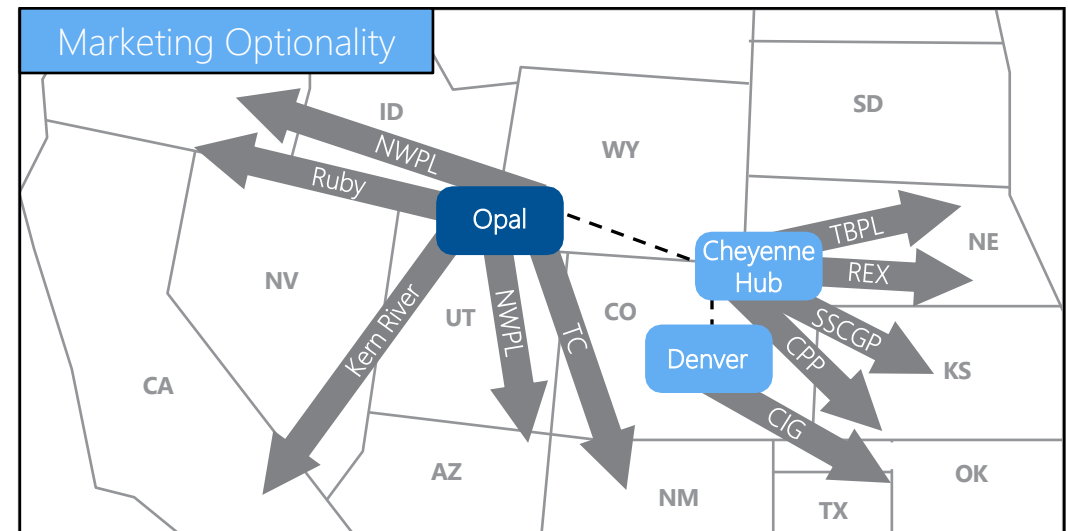 Marketing Optionality
ID
SD
WY
NWPL
Ruby
Opal
TBPL
NE
Cheyenne
Hub
REX
NV
UT
NWPL
TC
CO
SSCGP
CPP
Kern River
Denver
KS
CA
CIG
AZ
NM
OK
TX